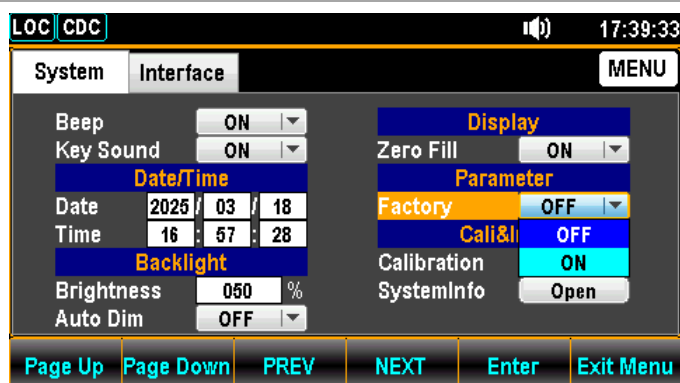 LOC CDC 17:39:33
System Interface MENU
Beep ON
Key Sound ON
Date/Time
Date 2025 / 03 / 18
Time 16 : 57 : 28
Backlight
Brightness 050 %
Auto Dim OFF
Display
Zero Fill ON
Parameter
Factory OFF
OFF
ON
Cali&I
Calibration
SystemInfo Open
Page Up Page Down PREV NEXT Enter Exit Menu